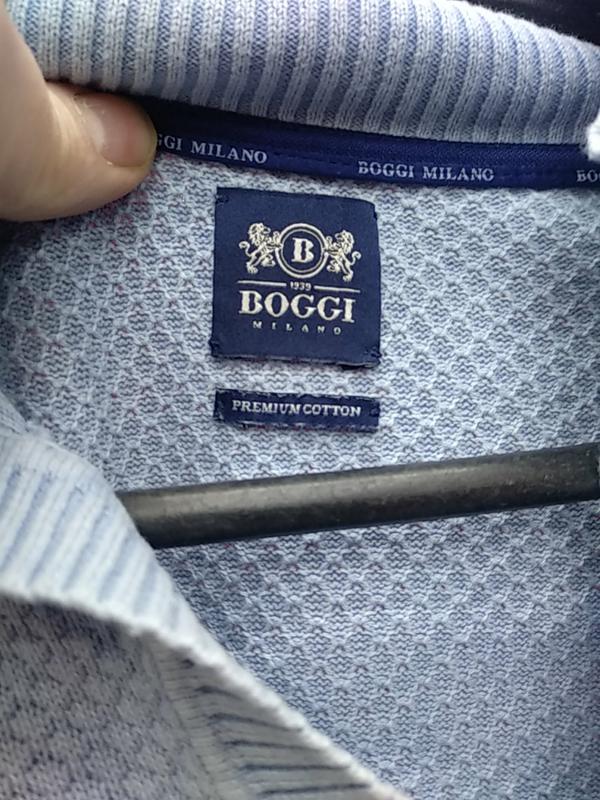 GGI MILANO
BOGGI MILANO
BO
B
1939
BOGGI
MILANO
PREMIUM COTTON